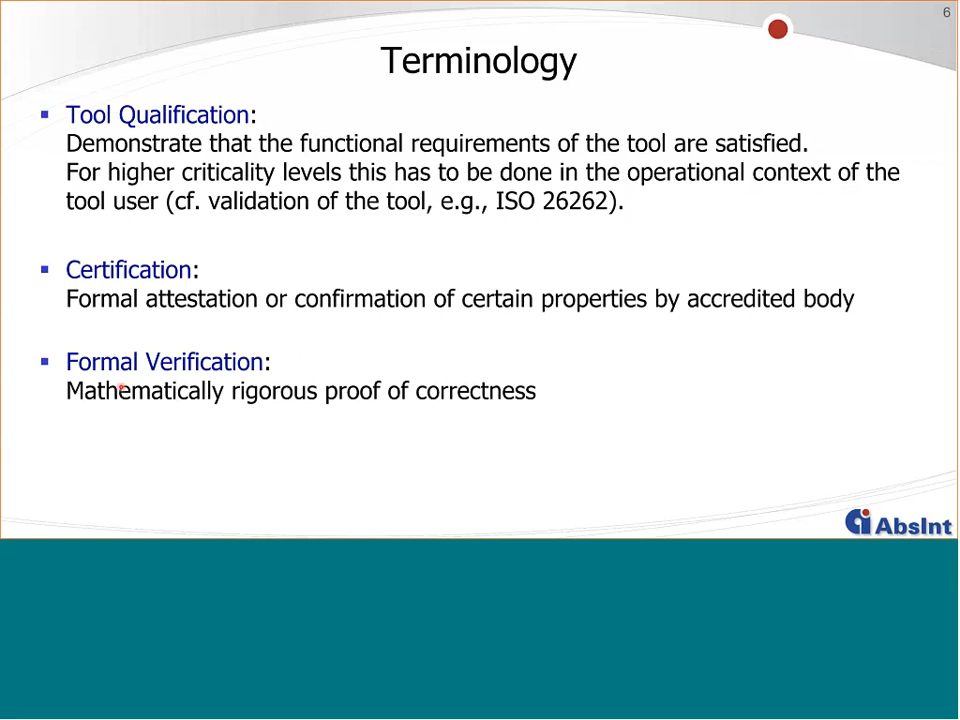 6
Terminology
Tool Qualification:
Demonstrate that the functional requirements of the tool are satisfied.
For higher criticality levels this has to be done in the operational context of the
tool user (cf. validation of the tool, e.g., ISO 26262).
Certification:
Formal attestation or confirmation of certain properties by accredited body
Formal Verification:
Mathematically rigorous proof of correctness
AbsInt